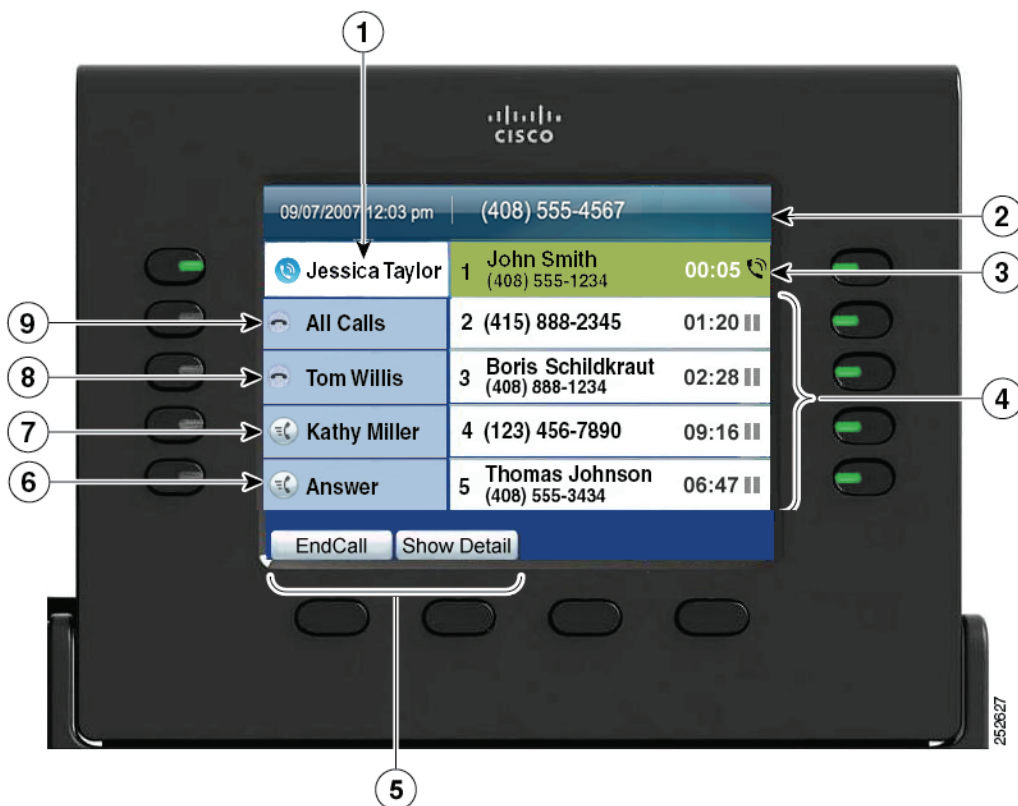 1
CISCO
09/07/2007 12:03 pm
(408) 555-4567
2
Jessica Taylor
1 John Smith
(408) 555-1234
00:05
3
9
All Calls
2 (415) 888-2345
01:20
8
Tom Willis
3 Boris Schildkraut
(408) 888-1234
02:28
4
7
Kathy Miller
4 (123) 456-7890
09:16
6
Answer
5 Thomas Johnson
(408) 555-3434
06:47
EndCall
Show Detail
5
252627